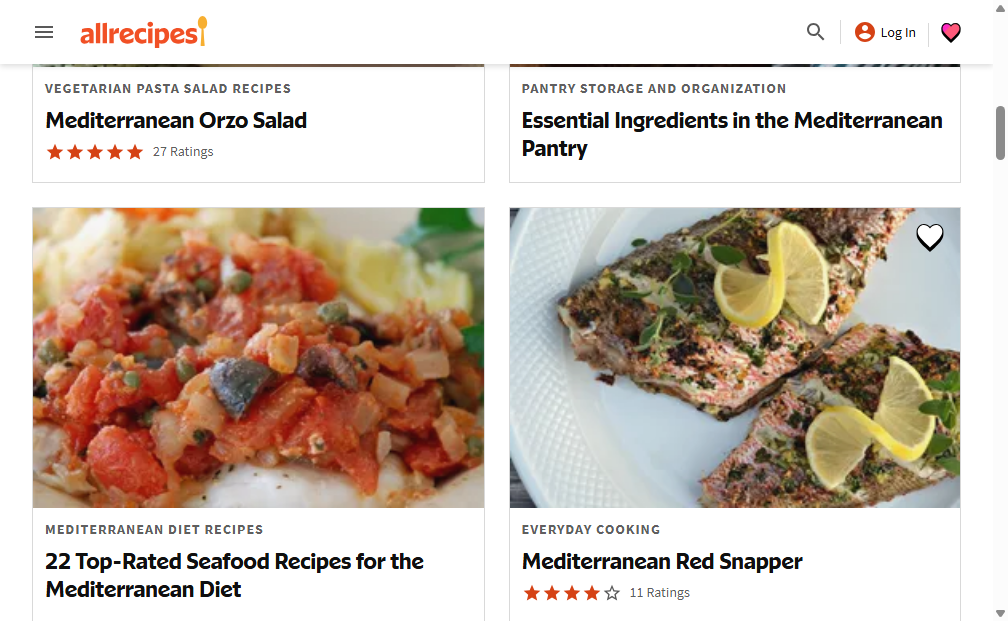 allrecipes
Log In
VEGETARIAN PASTA SALAD RECIPES
Mediterranean Orzo Salad
27 Ratings
PANTRY STORAGE AND ORGANIZATION
Essential Ingredients in the Mediterranean
Pantry
MEDITERRANEAN DIET RECIPES
22 Top-Rated Seafood Recipes for the
Mediterranean Diet
EVERYDAY COOKING
Mediterranean Red Snapper
11 Ratings